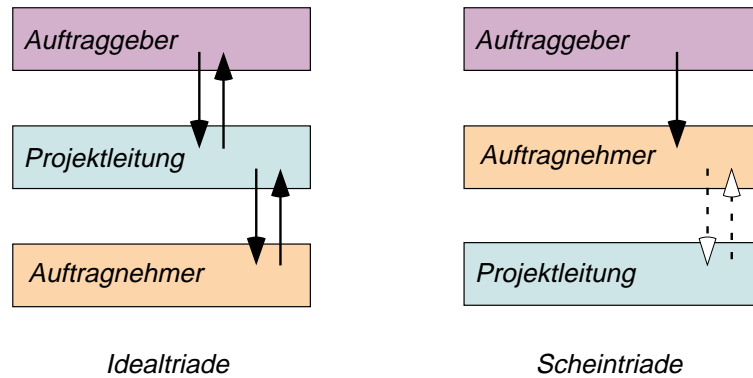 Auftraggeber
Projektleitung
Auftragnehmer
Idealtriade
Auftraggeber
Auftragnehmer
Projektleitung
Scheintriade